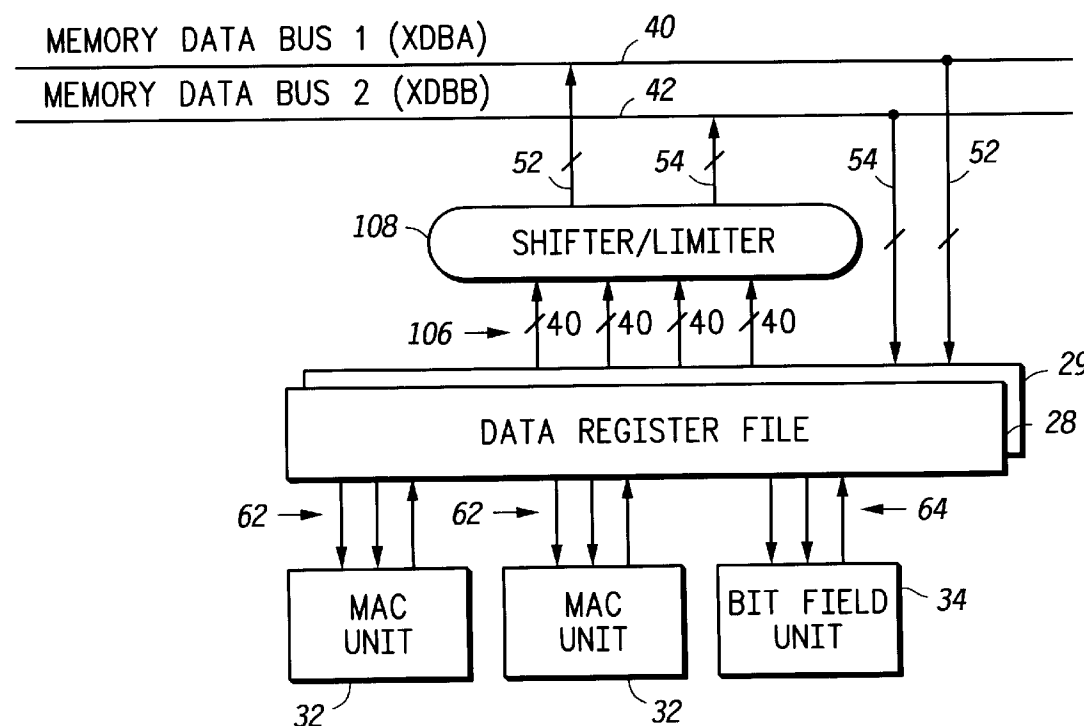 MEMORY DATA BUS 1 (XDBA)
40
MEMORY DATA BUS 2 (XDBB)
42
52
54
54
52
108
SHIFTER/LIMITER
106
40
40
40
40
29
DATA REGISTER FILE
28
62
62
64
MAC
UNIT
MAC
UNIT
BIT FIELD
UNIT
34
32
32